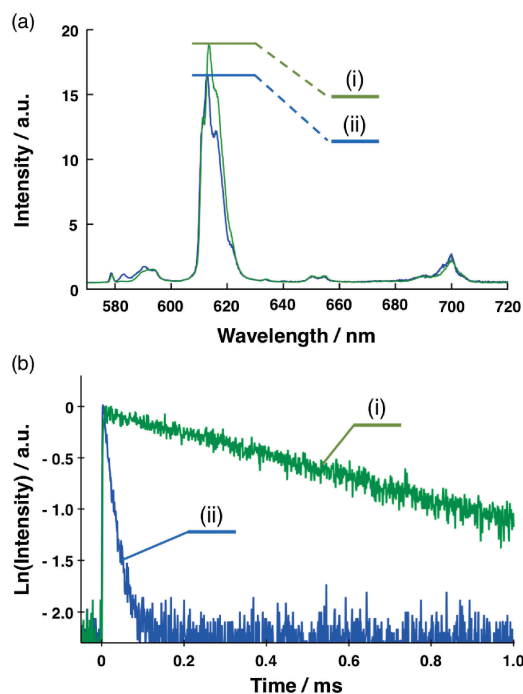 (a)
20
15
10
5
0
Intensity / a.u.
(i)
(ii)
580 600 620 640 660 680 700 720
Wavelength / nm
(b)
0
- 0.5
- 1.0
- 1.5
- 2.0
Ln(Intensity) / a.u.
(i)
(ii)
0 0.2 0.4 0.6 0.8 1.0
Time / ms